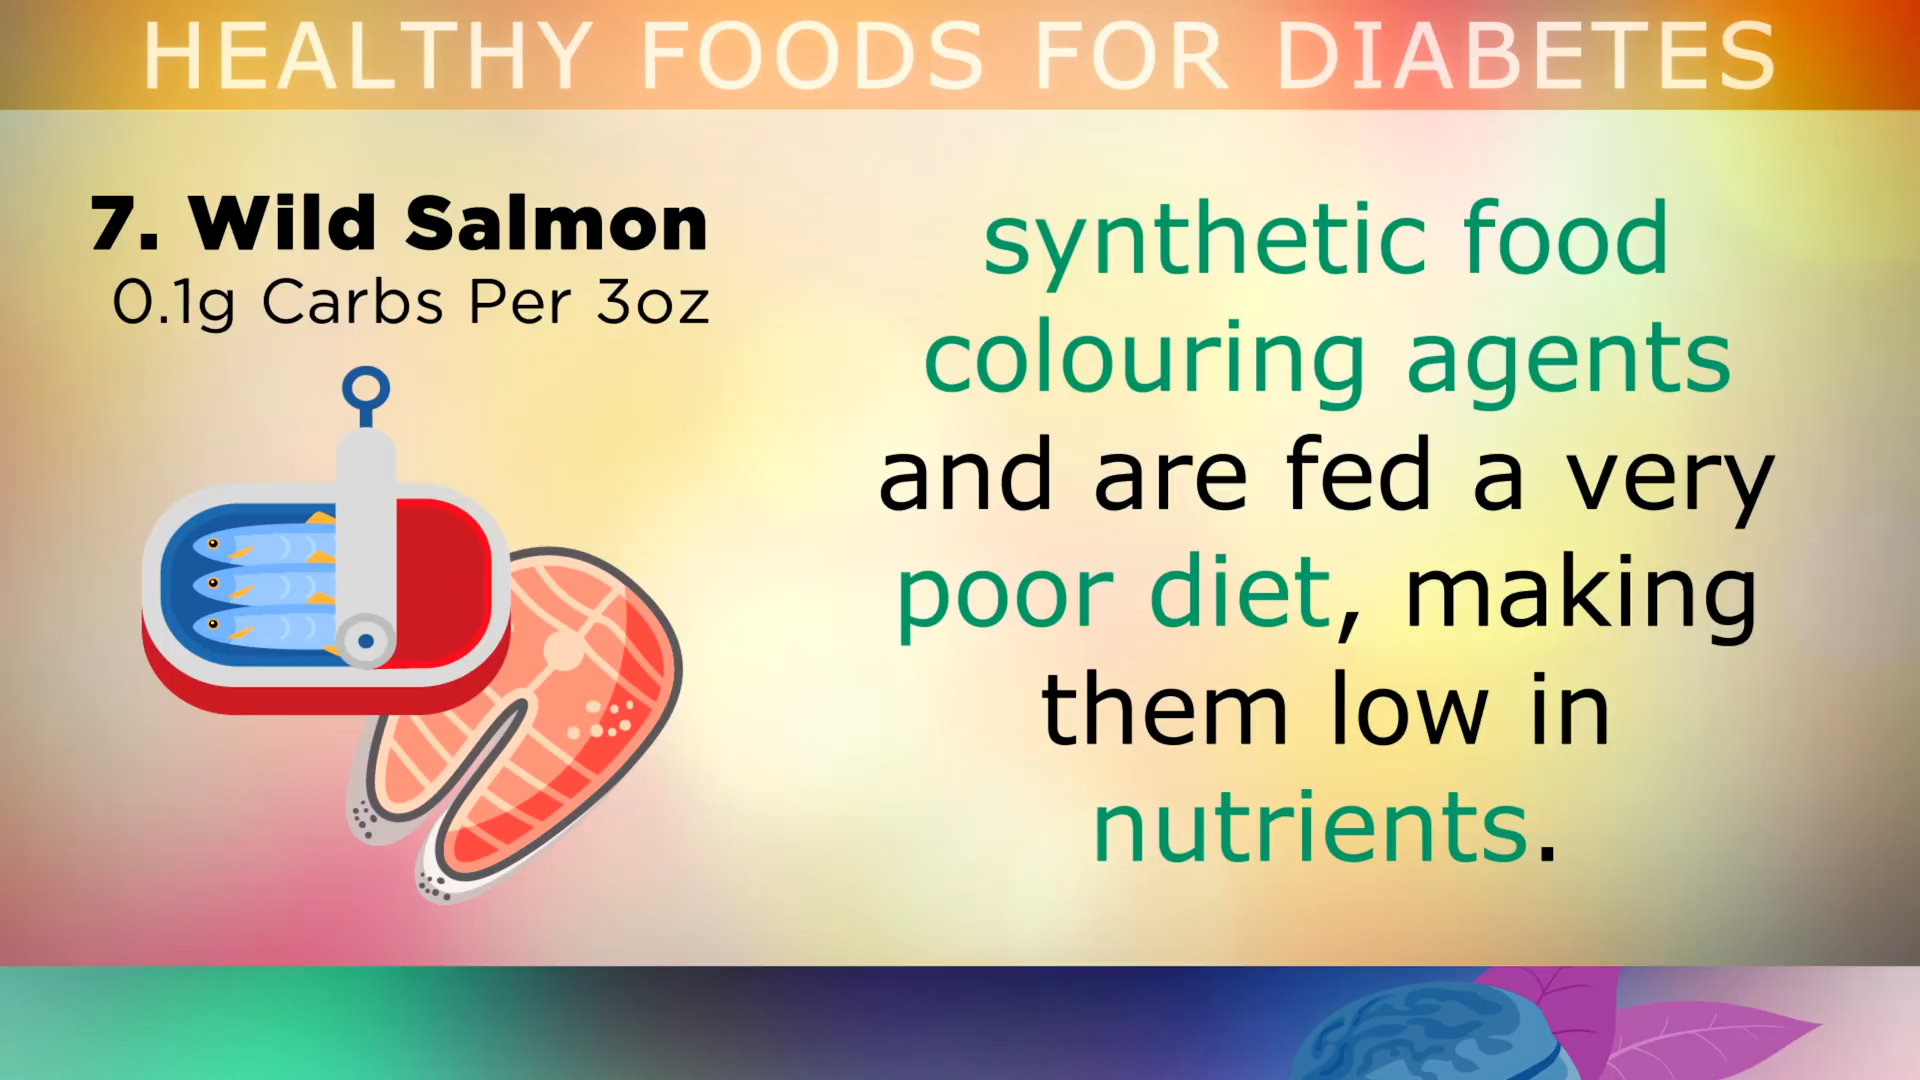 HEALTHY FOODS FOR DIABETES
7. Wild Salmon
0.1g Carbs Per 3oz
synthetic food
colouring agents
and are fed a very
poor diet, making
them low in
nutrients.